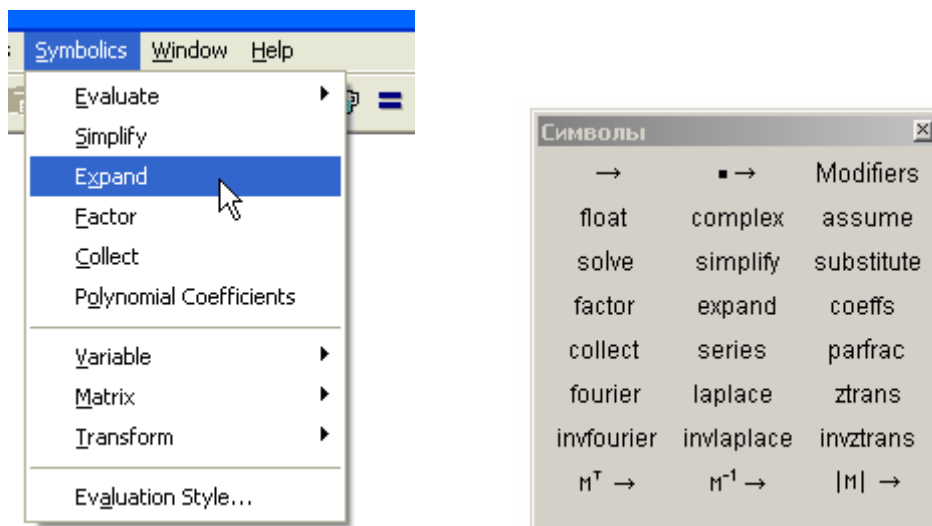 Symbolics Window Help
Evaluate
Simplify
Expand
Factor
Collect
Polynomial Coefficients
Variable
Matrix
Transform
Evaluation Style...
Символы
→ ▪ → Modifiers
float complex assume
solve simplify substitute
factor expand coeffs
collect series parfrac
fourier laplace ztrans
invfourier invlaplace invztrans
Mᵀ → M⁻¹ → |M| →